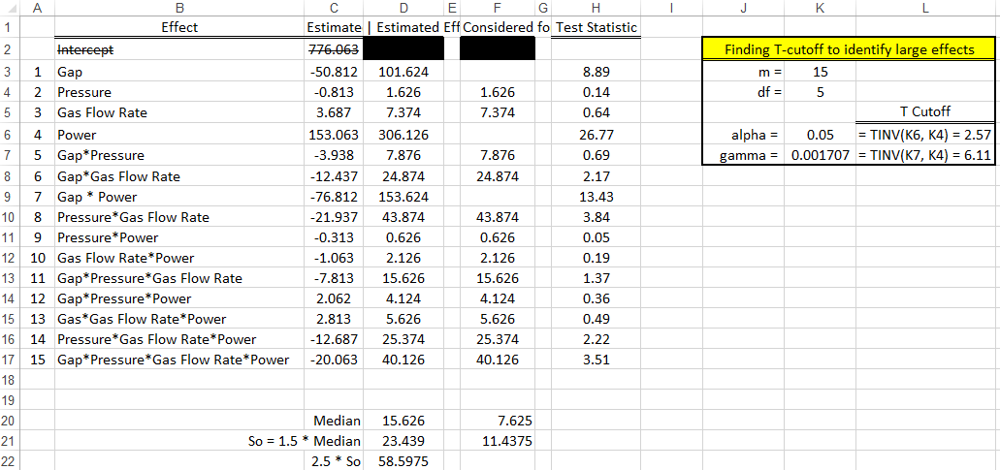 A B C D E F G H I J K L
1 Effect Estimate | Estimated Eff Considered fo Test Statistic
2 Intercept 776.063 Finding T-cutoff to identify large effects
3 1 Gap -50.812 101.624 8.89 m = 15
4 2 Pressure -0.813 1.626 1.626 0.14 df = 5
5 3 Gas Flow Rate 3.687 7.374 7.374 0.64 T Cutoff
6 4 Power 153.063 306.126 26.77 alpha = 0.05 = TINV(K6, K4) = 2.57
7 5 Gap*Pressure -3.938 7.876 7.876 0.69 gamma = 0.001707 = TINV(K7, K4) = 6.11
8 6 Gap*Gas Flow Rate -12.437 24.874 24.874 2.17
9 7 Gap * Power -76.812 153.624 13.43
10 8 Pressure*Gas Flow Rate -21.937 43.874 43.874 3.84
11 9 Pressure*Power -0.313 0.626 0.626 0.05
12 10 Gas Flow Rate*Power -1.063 2.126 2.126 0.19
13 11 Gap*Pressure*Gas Flow Rate -7.813 15.626 15.626 1.37
14 12 Gap*Pressure*Power 2.062 4.124 4.124 0.36
15 13 Gas*Gas Flow Rate*Power 2.813 5.626 5.626 0.49
16 14 Pressure*Gas Flow Rate*Power -12.687 25.374 25.374 2.22
17 15 Gap*Pressure*Gas Flow Rate*Power -20.063 40.126 40.126 3.51
18
19
20 Median 15.626 7.625
21 So = 1.5 * Median 23.439 11.4375
22 2.5 * So 58.5975